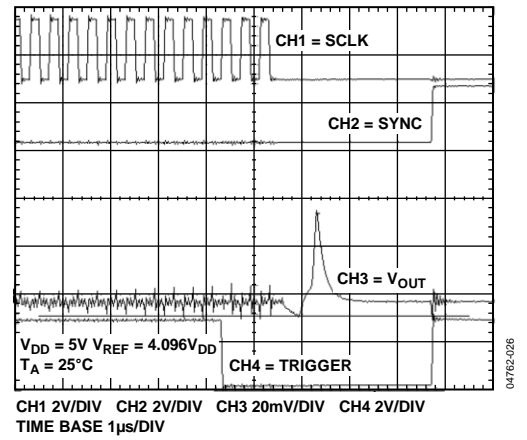 CH1 = SCLK
CH2 = SYNC
CH3 = VOUT
VDD = 5V VREF = 4.096VDD
TA = 25°C
CH4 = TRIGGER
CH1 2V/DIV CH2 2V/DIV CH3 20mV/DIV CH4 2V/DIV
TIME BASE 1µs/DIV
04762-026